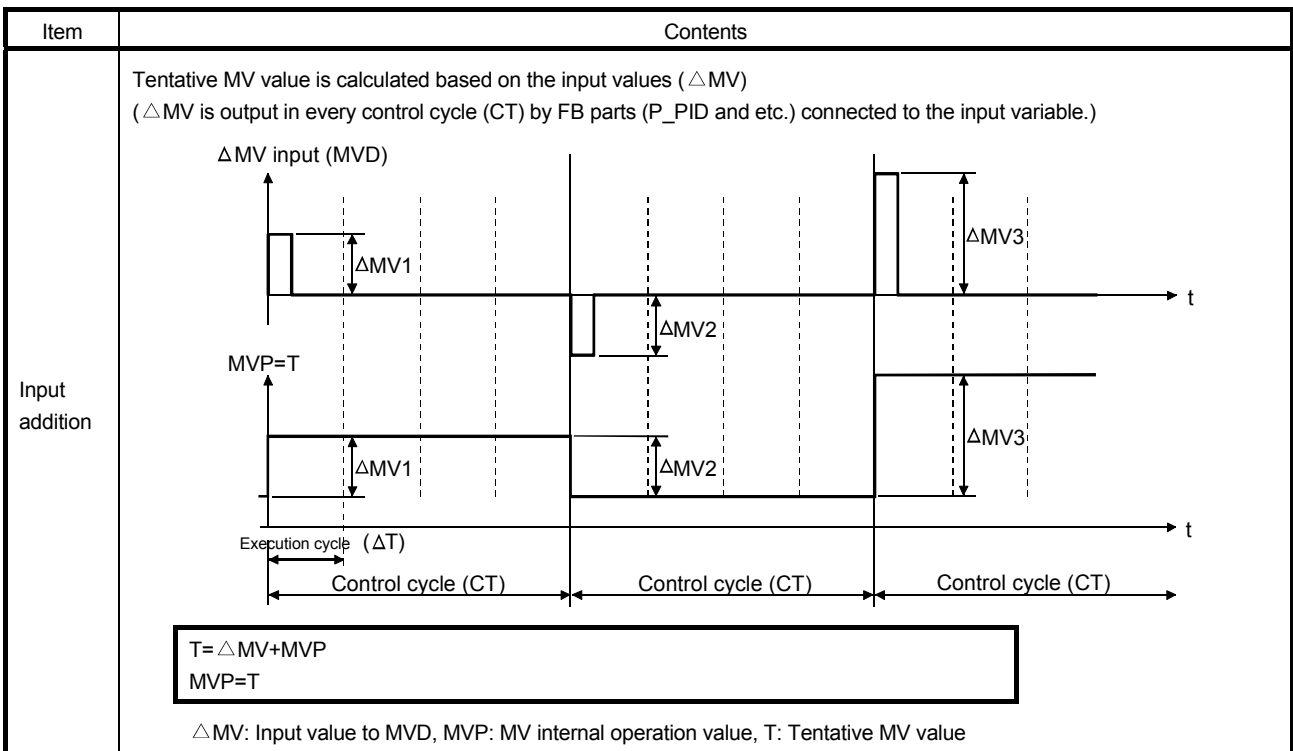 Item
Contents
Tentative MV value is calculated based on the input values (△MV)
(△MV is output in every control cycle (CT) by FB parts (P_PID and etc.) connected to the input variable.)
ΔMV input (MVD)
ΔMV3
ΔMV1
t
ΔMV2
MVP=T
Input
addition
ΔMV3
ΔMV1
ΔMV2
t
Execution cycle (ΔT)
Control cycle (CT)
Control cycle (CT)
Control cycle (CT)
T=△MV+MVP
MVP=T
△MV: Input value to MVD, MVP: MV internal operation value, T: Tentative MV value